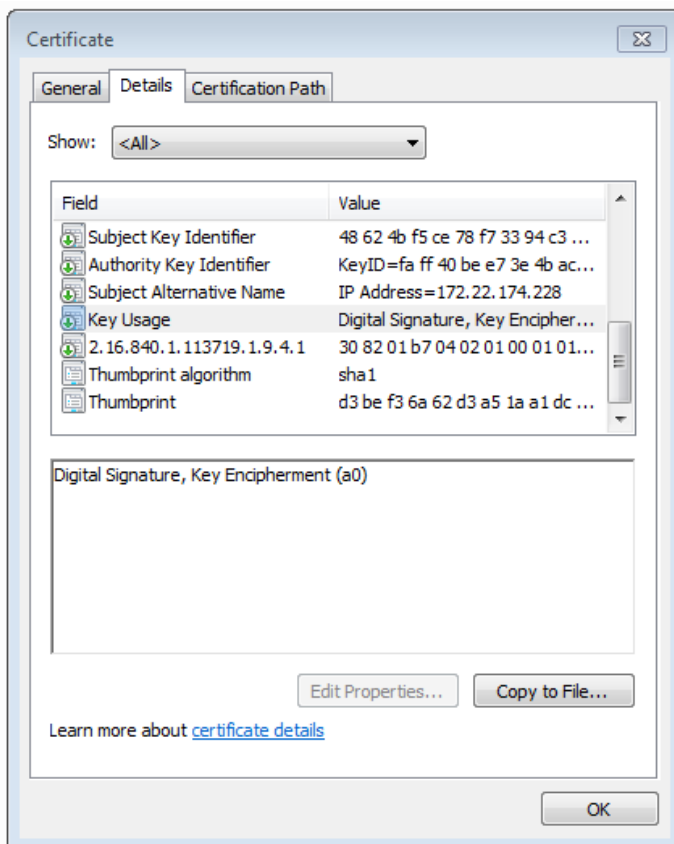 Certificate
General Details Certification Path
Show: <All>
Field Value
Subject Key Identifier 48 62 4b f5 ce 78 f7 33 94 c3 ...
Authority Key Identifier KeyID=fa ff 40 be e7 3e 4b ac...
Subject Alternative Name IP Address=172.22.174.228
Key Usage Digital Signature, Key Encipher...
2.16.840.1.113719.1.9.4.1 30 82 01 b7 04 02 01 00 01 01...
Thumbprint algorithm sha1
Thumbprint d3 be f3 6a 62 d3 a5 1a a1 dc ...
Digital Signature, Key Encipherment (a0)
Edit Properties... Copy to File...
Learn more about certificate details
OK